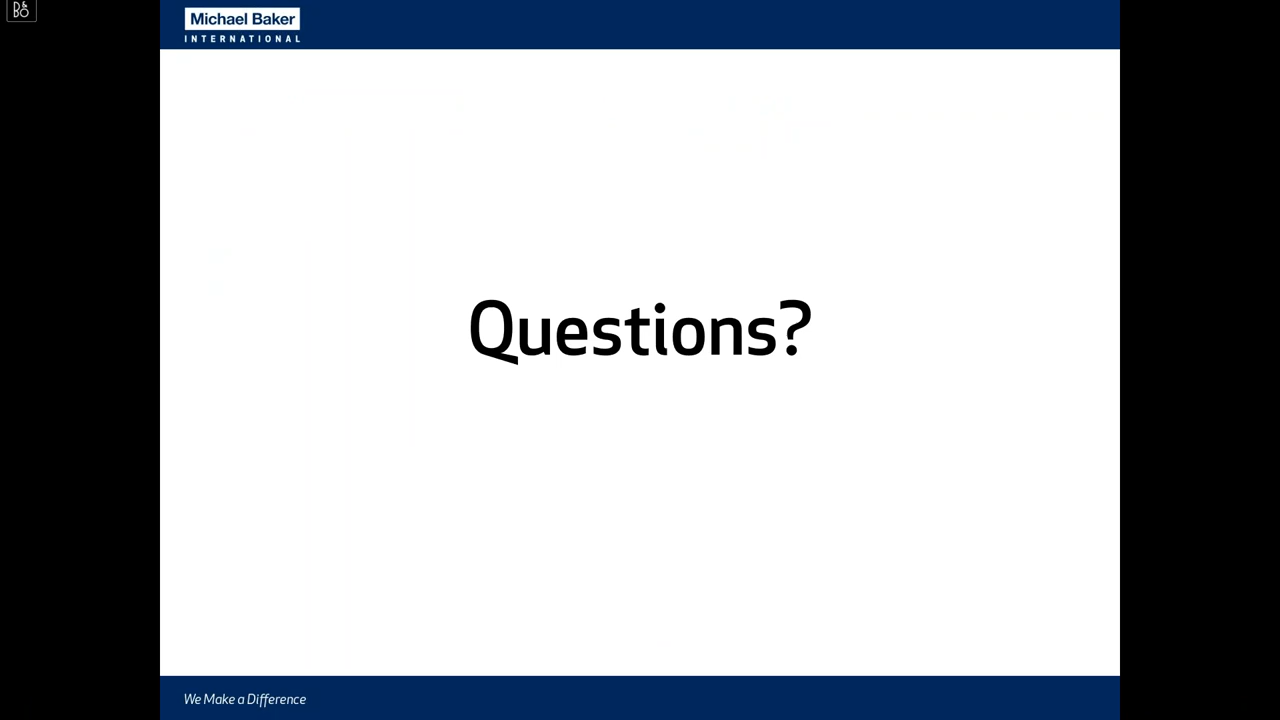 B&O
Michael Baker
INTERNATIONAL
Questions?
We Make a Difference